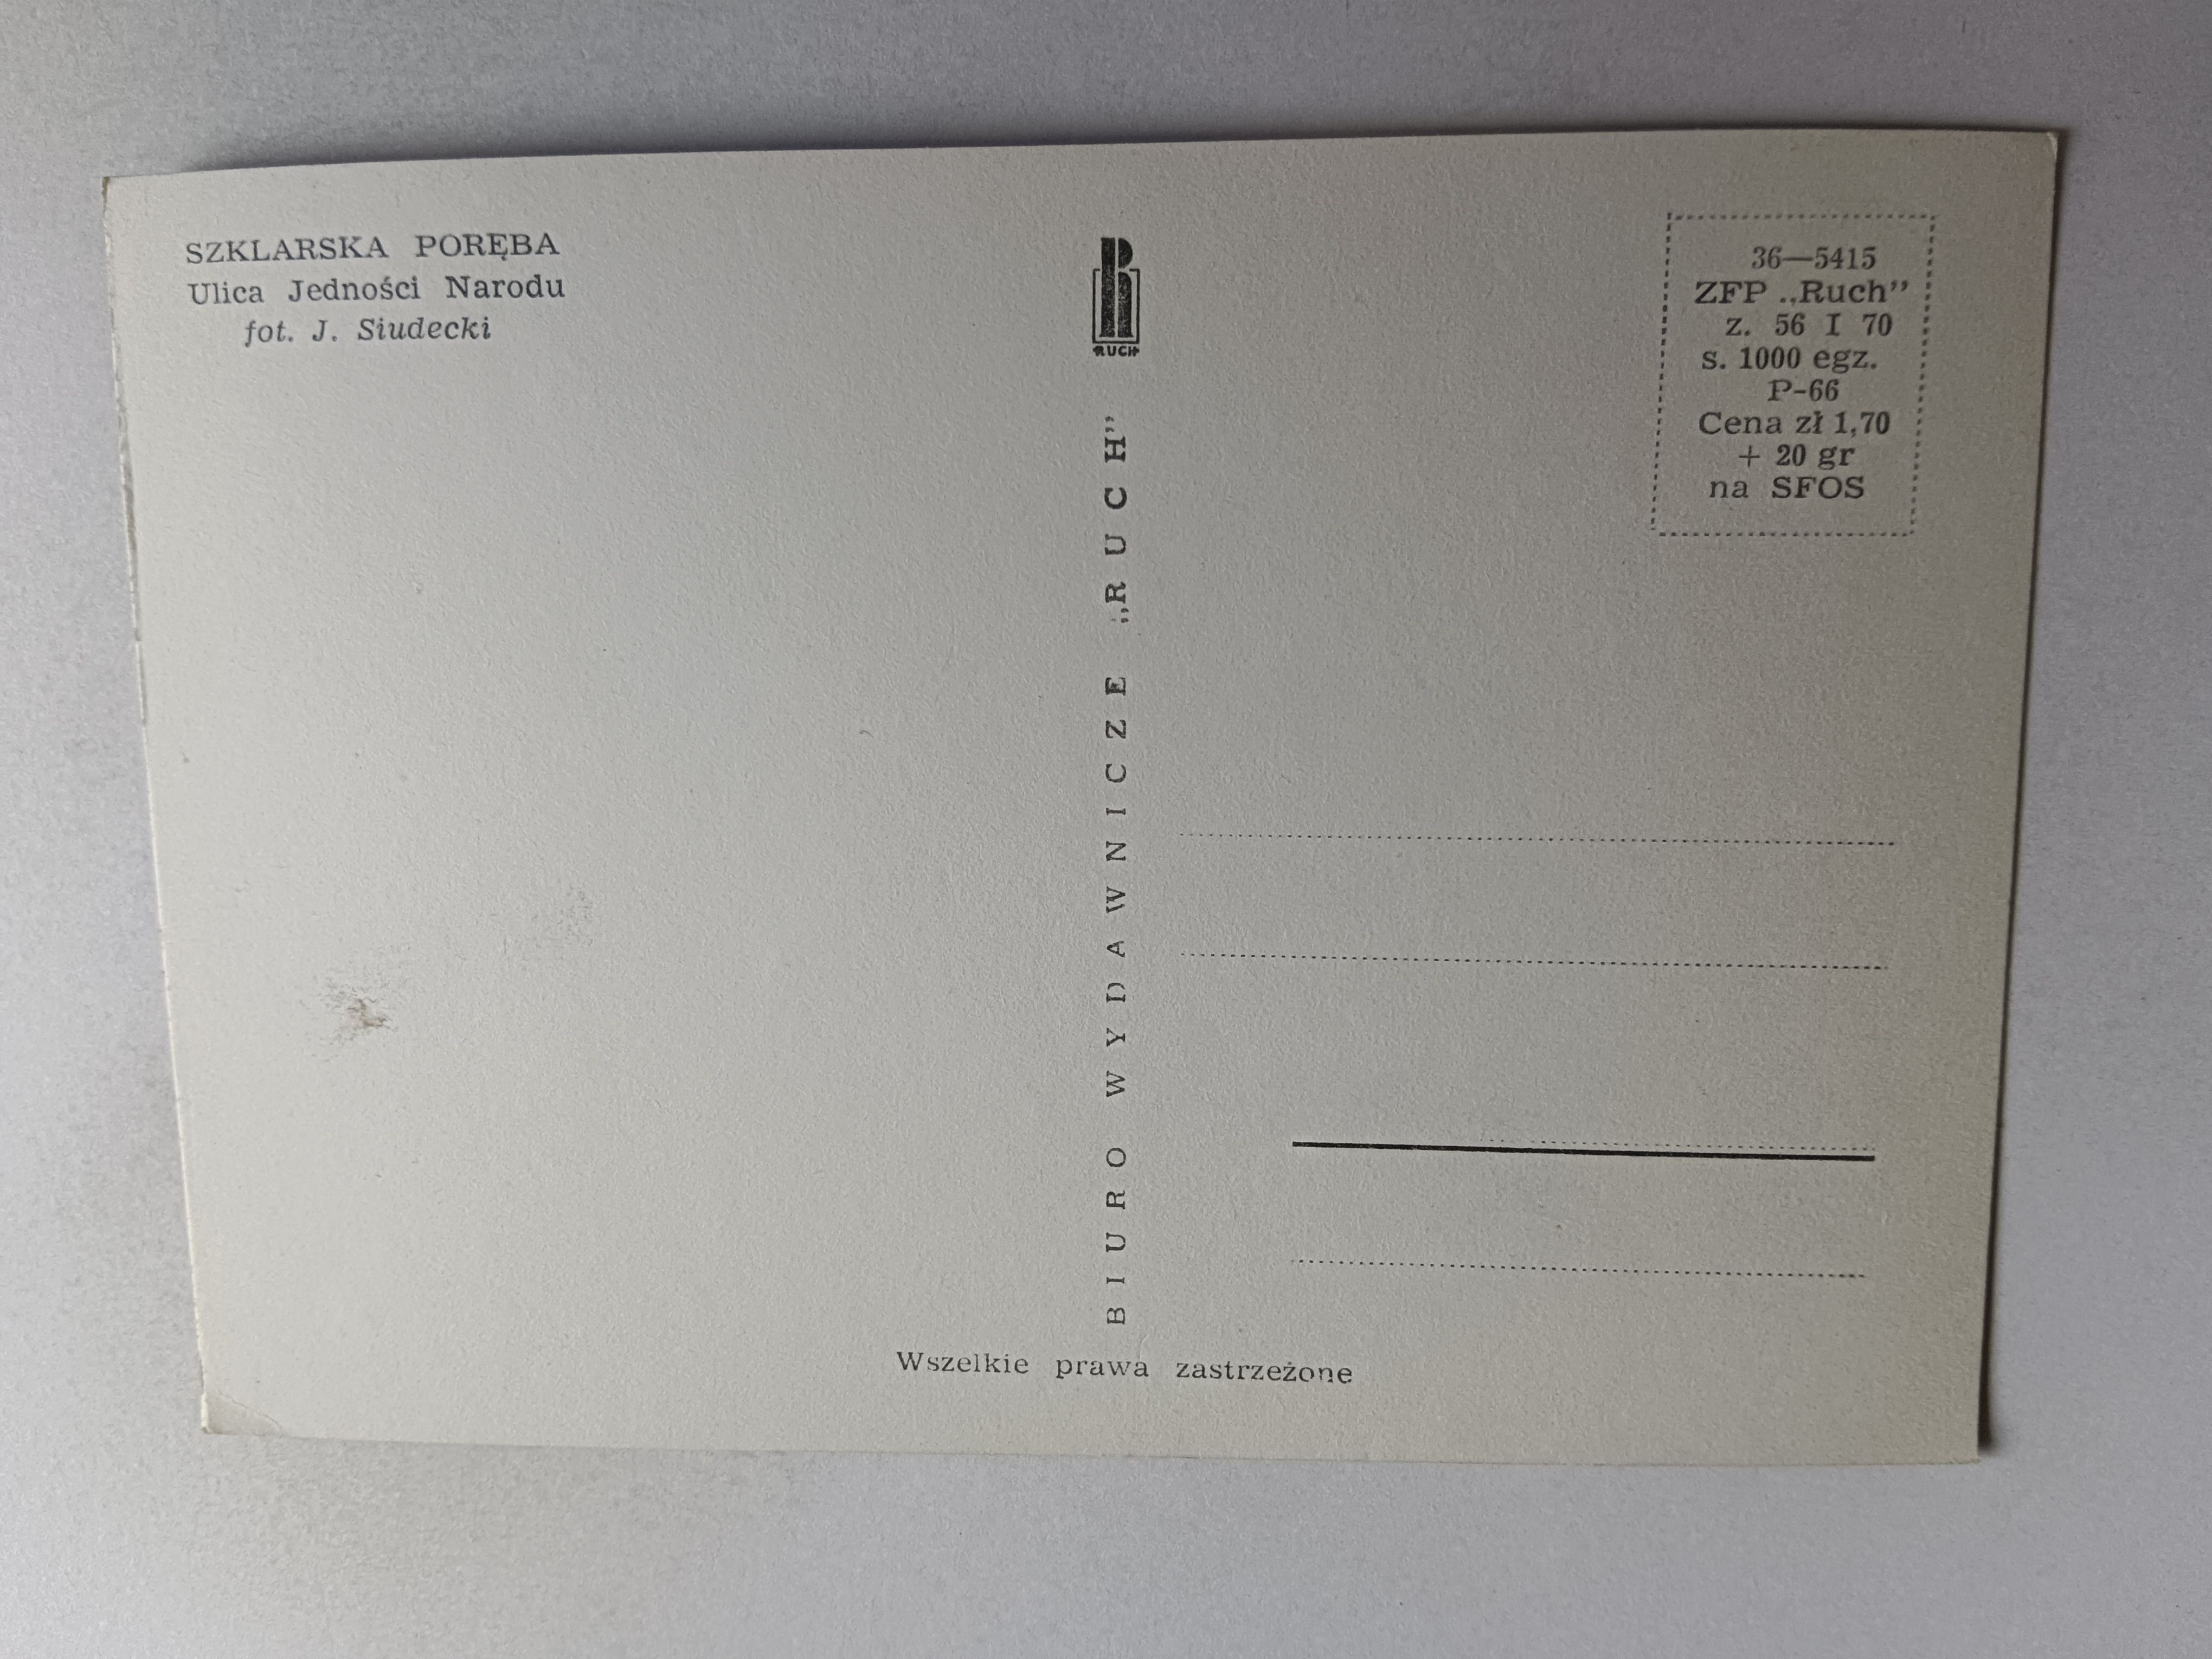 SZKLARSKA PORĘBA
Ulica Jedności Narodu
fot. J. Siudecki
RUCH
BIURO WYDAWNICZE „RUCH”
36—5415
ZFP „Ruch”
z. 56 I 70
s. 1000 egz.
P-66
Cena zł 1,70
+ 20 gr
na SFOS
Wszelkie prawa zastrzeżone